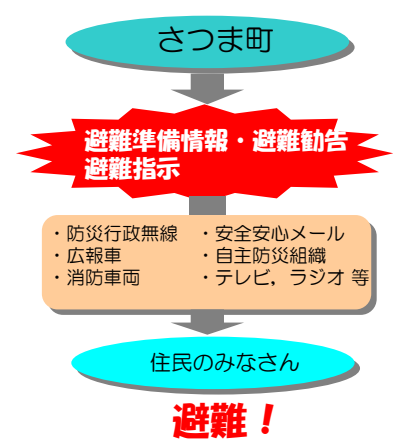 さつま町
避難準備情報・避難勧告
避難指示
・防災行政無線 ・安全安心メール
・広報車 ・自主防災組織
・消防車両 ・テレビ，ラジオ 等
住民のみなさん
避難！